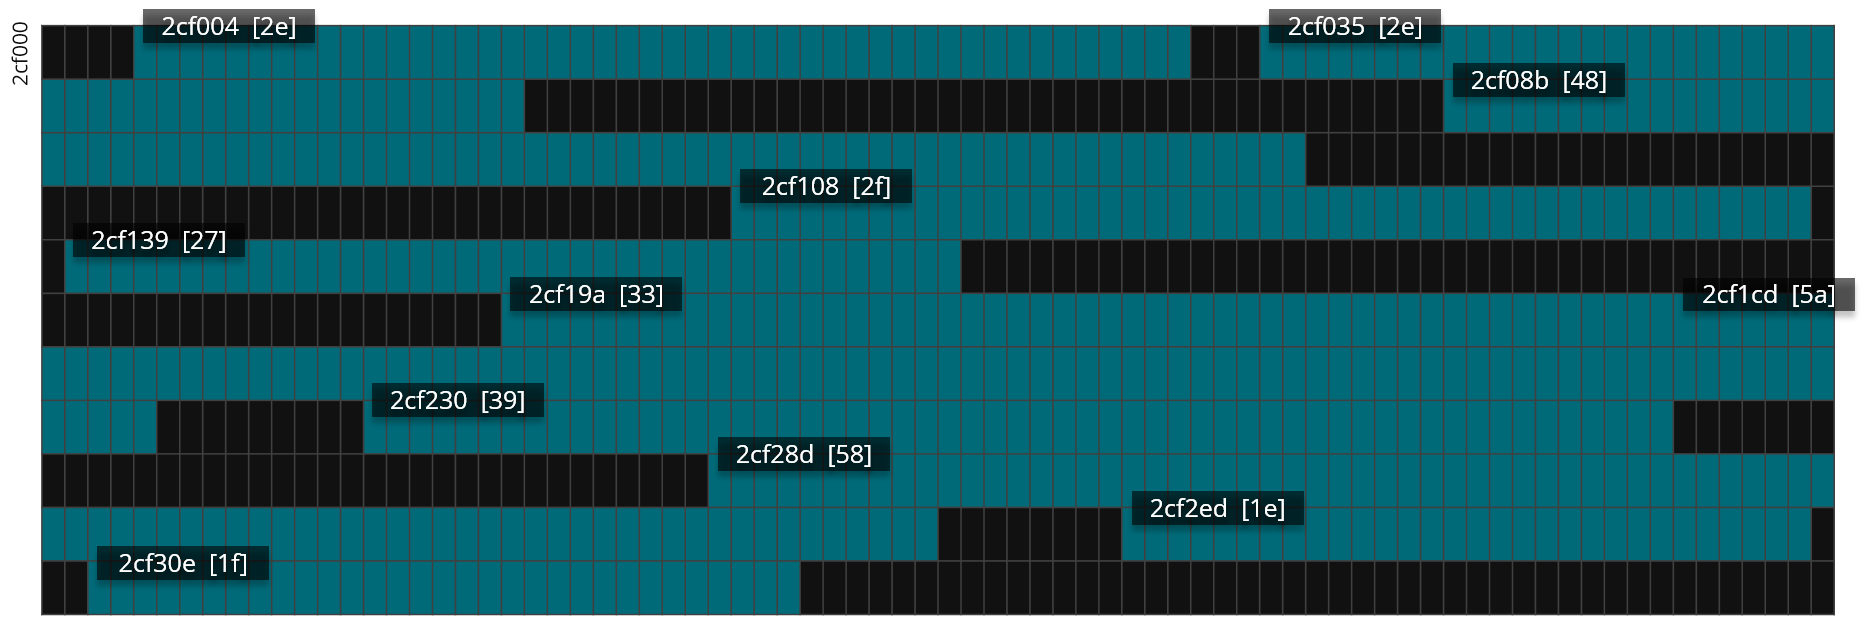 2cf000
2cf004 [2e]
2cf035 [2e]
2cf08b [48]
2cf108 [2f]
2cf139 [27]
2cf19a [33]
2cf1cd [5a]
2cf230 [39]
2cf28d [58]
2cf2ed [1e]
2cf30e [1f]